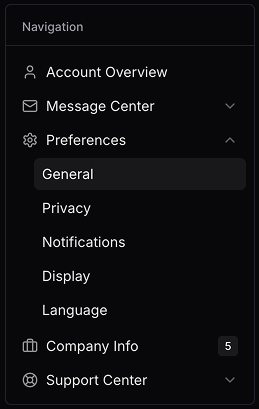 Navigation
Account Overview
Message Center
Preferences
General
Privacy
Notifications
Display
Language
Company Info 5
Support Center